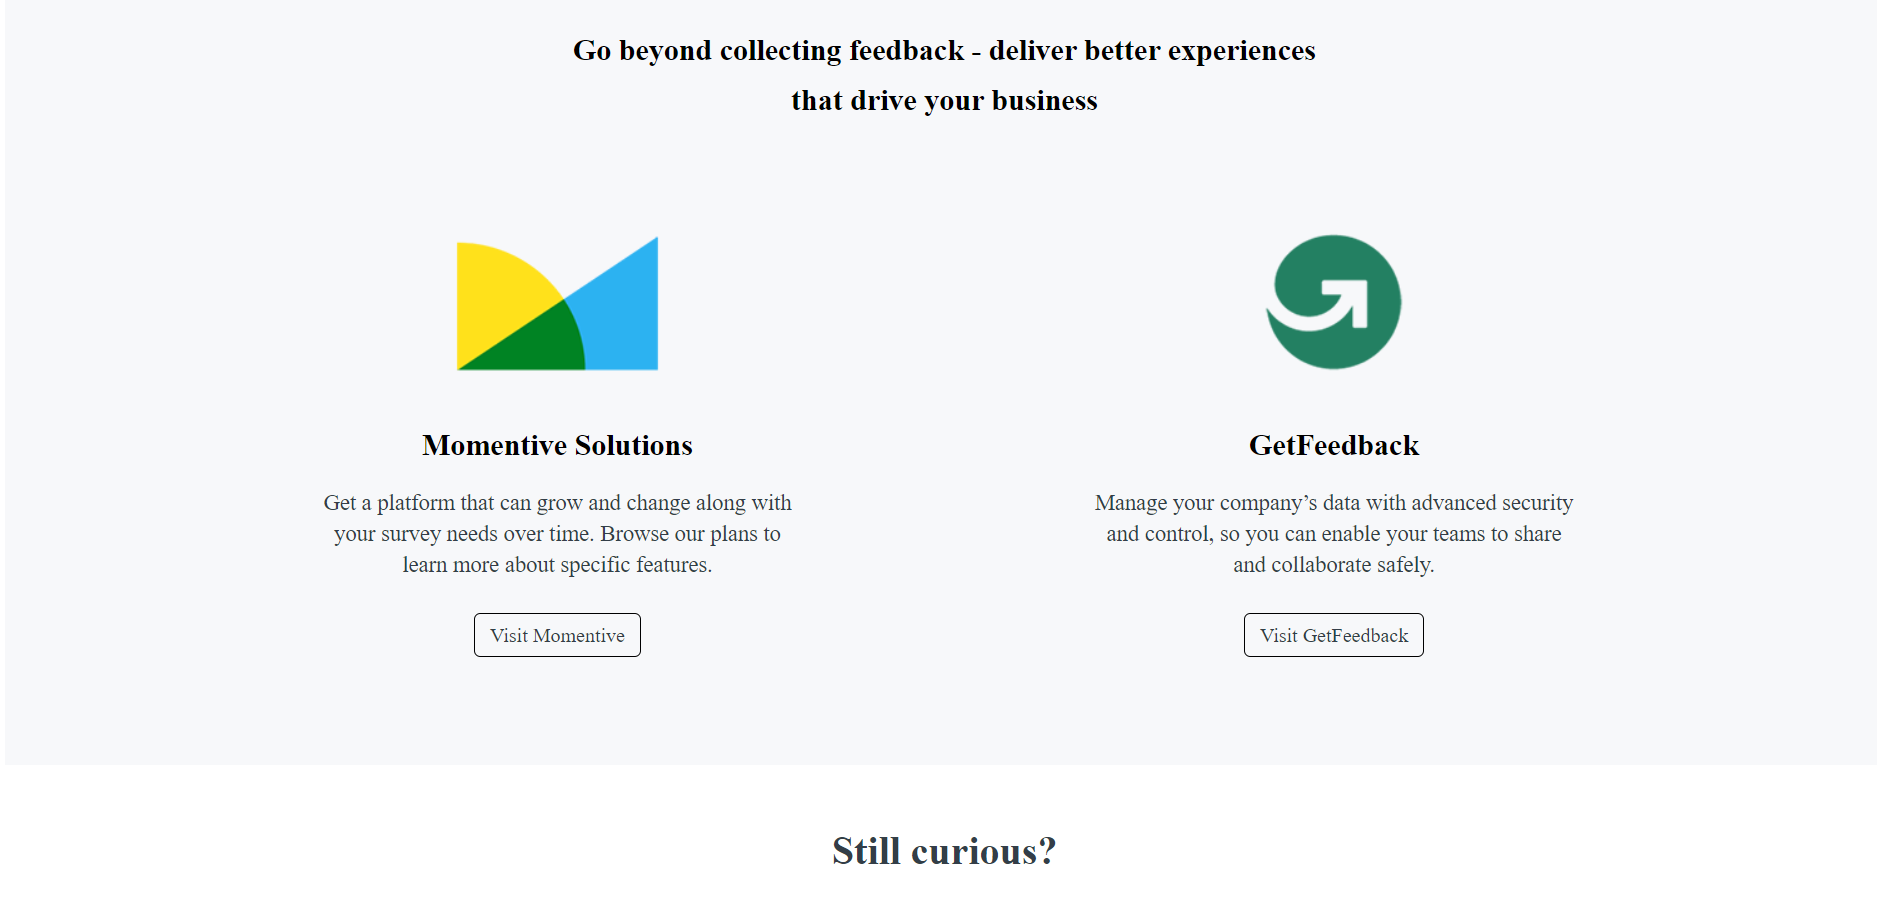 Go beyond collecting feedback - deliver better experiences
that drive your business
Momentive Solutions
Get a platform that can grow and change along with
your survey needs over time. Browse our plans to
learn more about specific features.
Visit Momentive
GetFeedback
Manage your company’s data with advanced security
and control, so you can enable your teams to share
and collaborate safely.
Visit GetFeedback
Still curious?